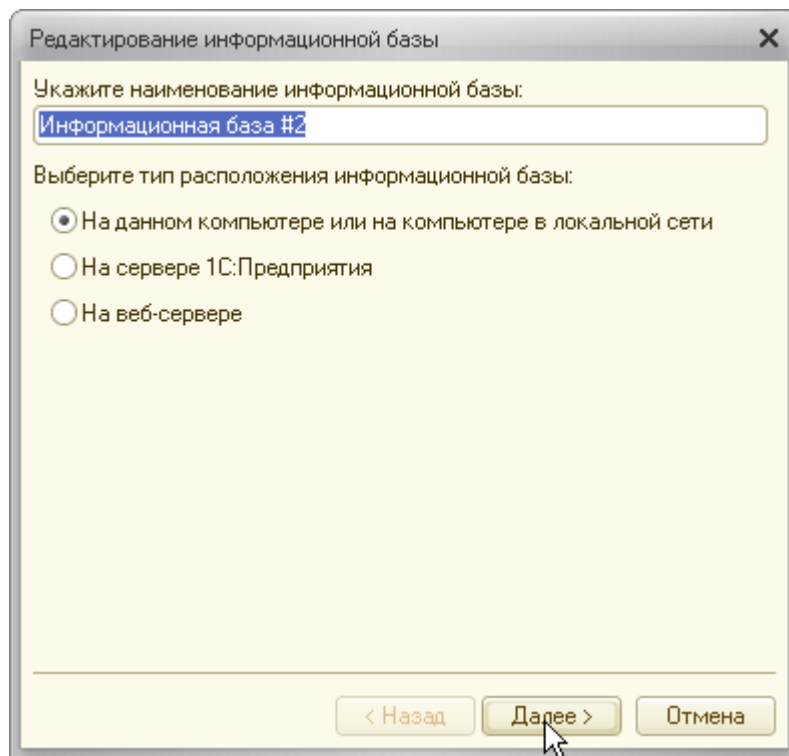 Редактирование информационной базы
Укажите наименование информационной базы:
Информационная база #2
Выберите тип расположения информационной базы:
На данном компьютере или на компьютере в локальной сети
На сервере 1С:Предприятия
На веб-сервере
< Назад Далее > Отмена